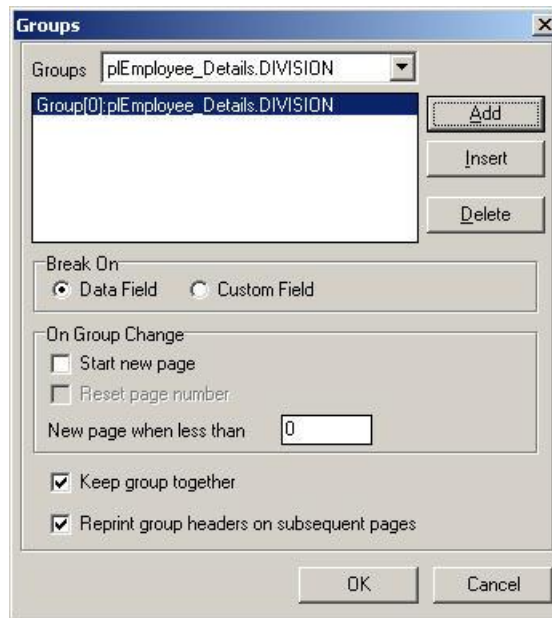 Groups
Groups plEmployee_Details.DIVISION
Group[0]:plEmployee_Details.DIVISION
Add
Insert
Delete
Break On
Data Field Custom Field
On Group Change
Start new page
Reset page number
New page when less than 0
Keep group together
Reprint group headers on subsequent pages
OK Cancel